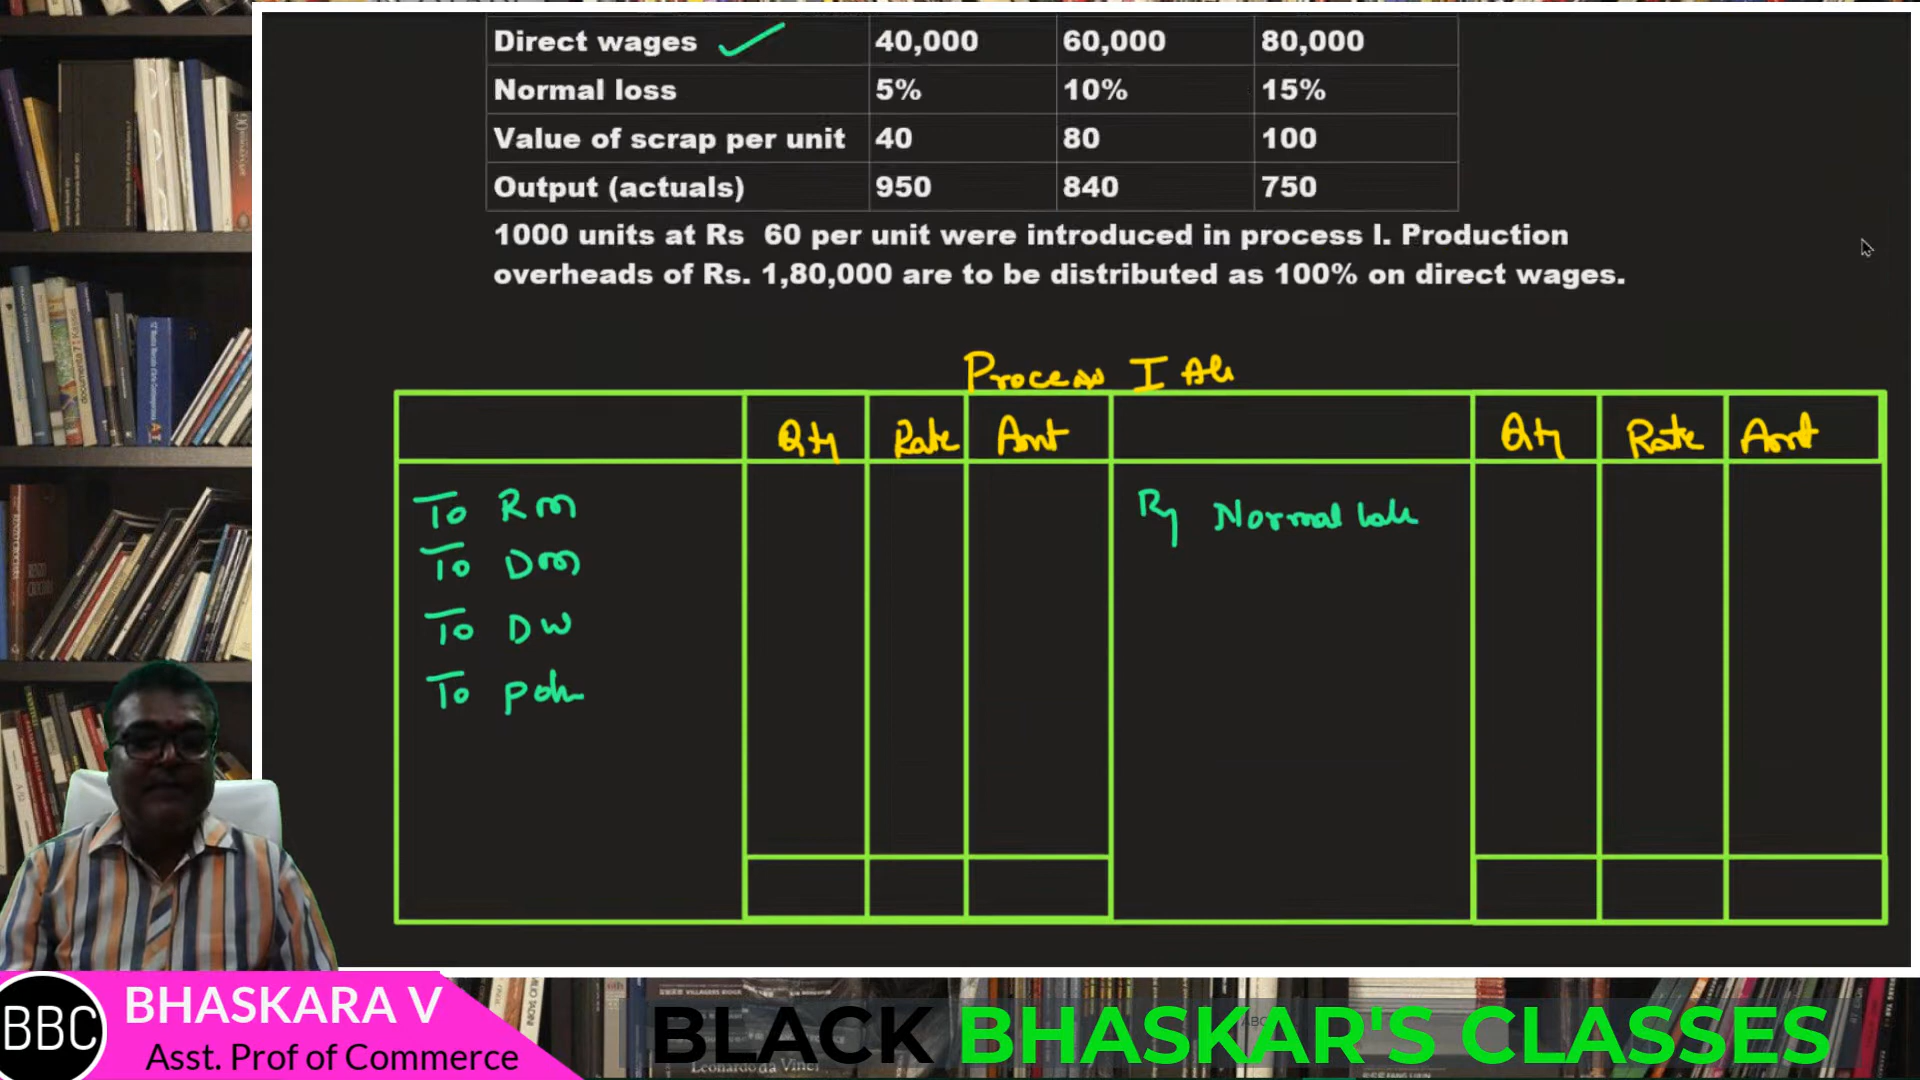 Direct wages 40,000 60,000 80,000
Normal loss 5% 10% 15%
Value of scrap per unit 40 80 100
Output (actuals) 950 840 750
1000 units at Rs 60 per unit were introduced in process I. Production
overheads of Rs. 1,80,000 are to be distributed as 100% on direct wages.
Process I A/c
Qty Rate Amt Qty Rate Amt
To RM By Normal loss
To DM
To DW
To POH
BBC
BHASKARA V
Asst. Prof of Commerce
BLACK BHASKAR'S CLASSES
Leonardo da Vinci